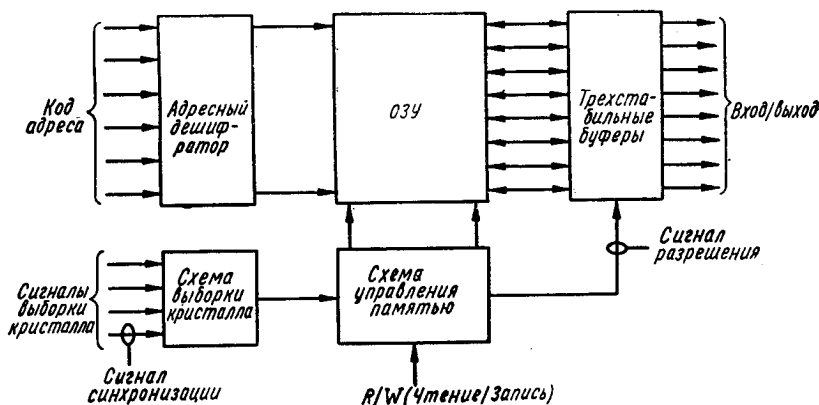 Код
адреса
Адресный
дешиф-
ратор
ОЗУ
Трехста-
бильные
буферы
Вход/выход
Сигнал
разрешения
Сигналы
выборки
кристалла
Схема
выборки
кристалла
Схема
управления
памятью
Сигнал
синхронизации
R/W(Чтение/Запись)